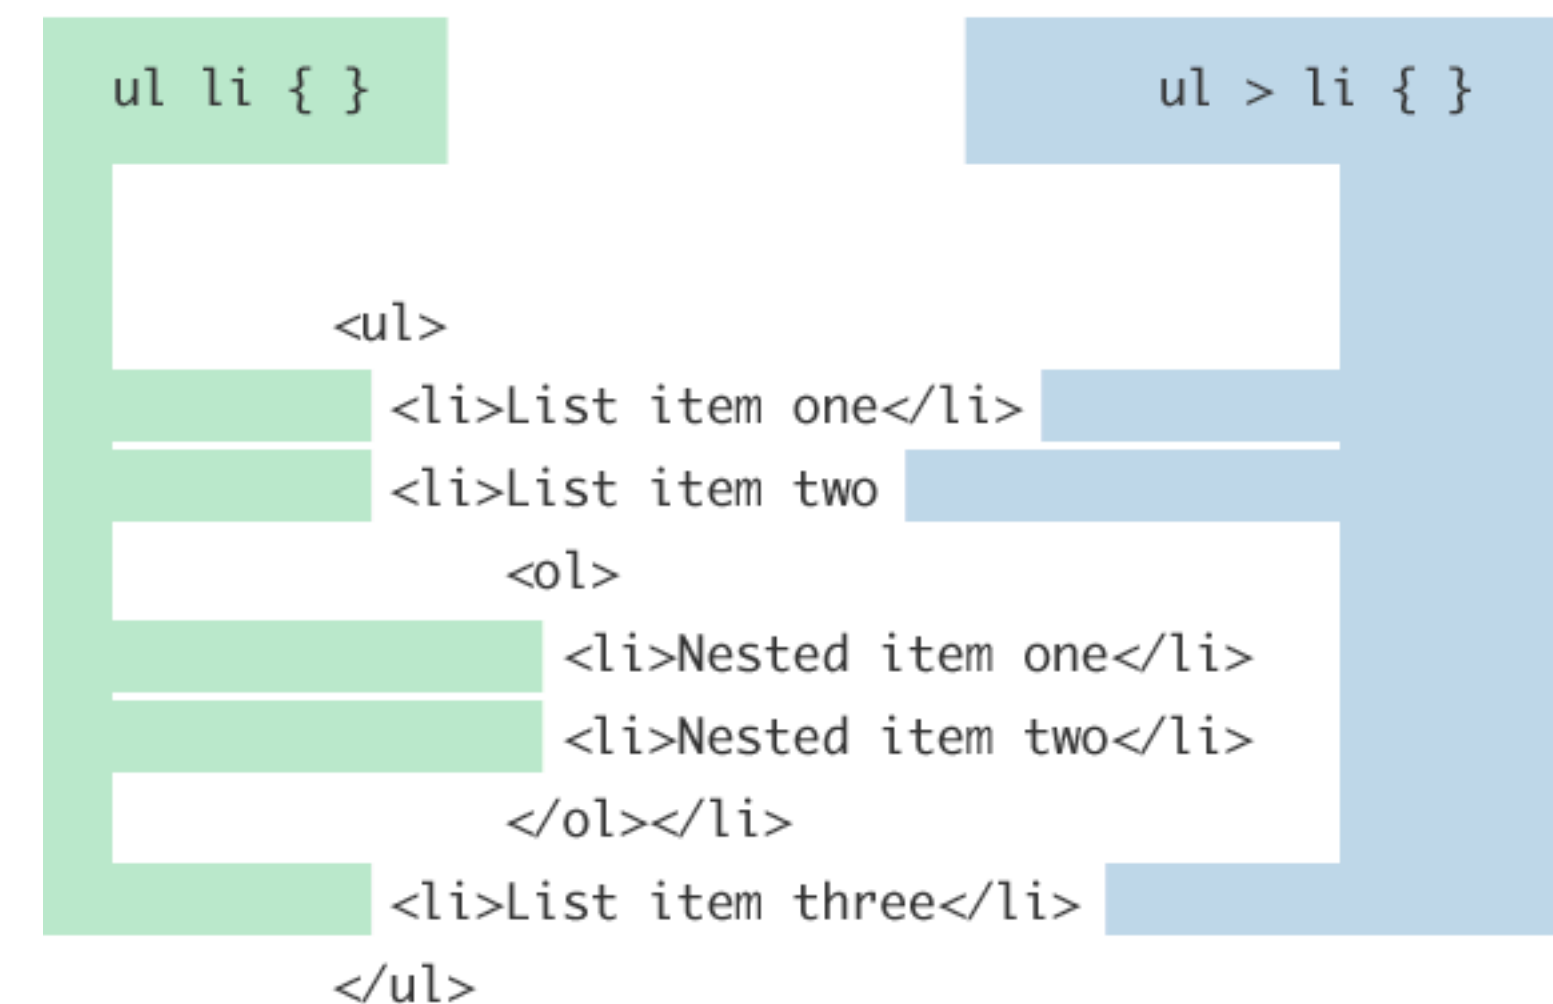 ul li { }
ul > li { }
<ul>
<li>List item one</li>
<li>List item two
<ol>
<li>Nested item one</li>
<li>Nested item two</li>
</ol></li>
<li>List item three</li>
</ul>